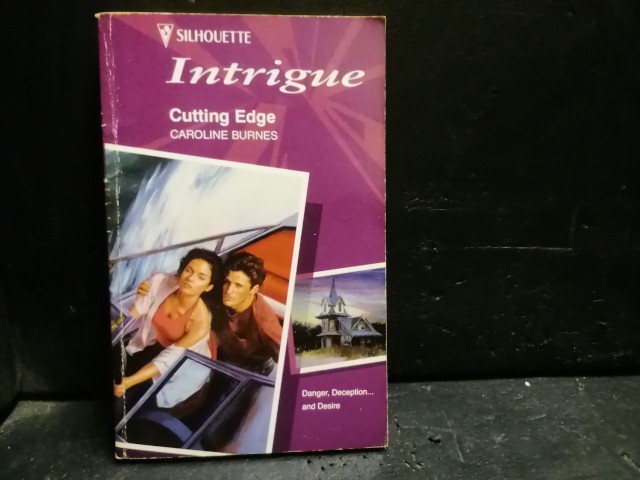 SILHOUETTE
Intrigue
Cutting Edge
CAROLINE BURNES
Danger, Deception...
and Desire